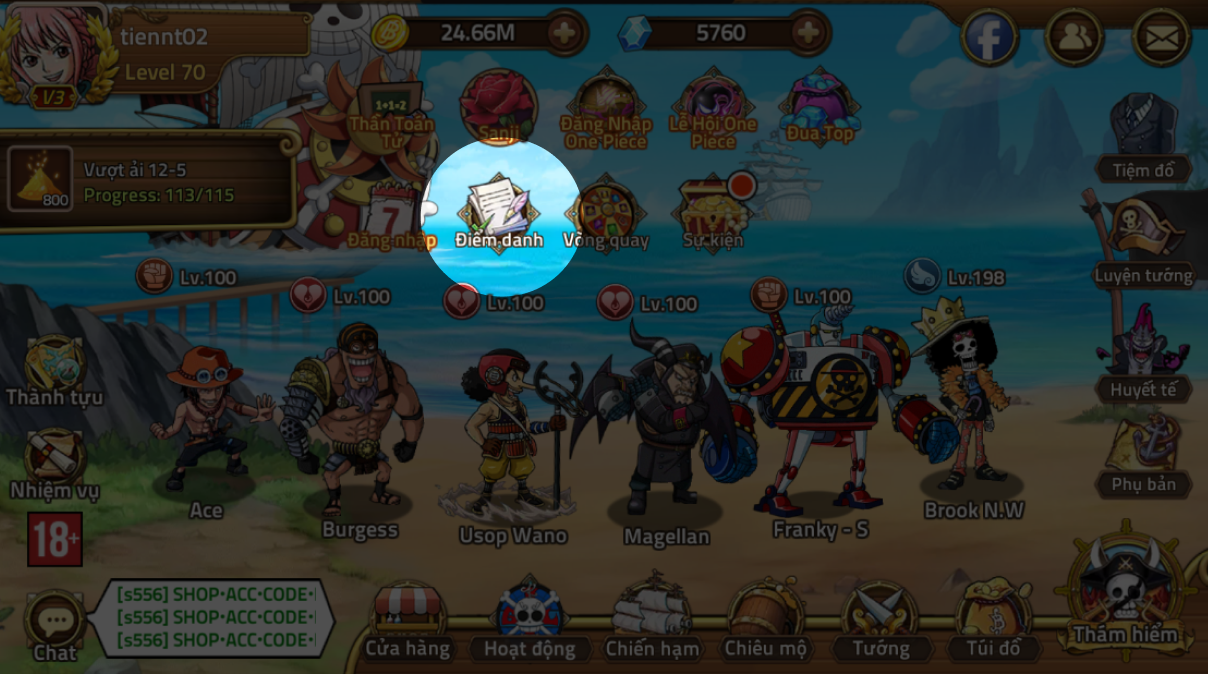 tiennt02
Level 70
V3
24.66M
5760
Vượt ải 12-5
Progress: 113/115
800
1+1=2
Thần Toán Tử
Sanji
Đăng Nhập One Piece
Lễ Hội One Piece
Đua Top
7
Đăng nhập
Điểm danh
Vòng quay
Sự kiện
Tiệm đồ
Luyện tướng
Huyết tế
Phụ bản
Lv.100
Lv.100
Lv.100
Lv.100
Lv.100
Lv.198
Thành tựu
Nhiệm vụ
18+
Ace
Burgess
Usop Wano
Magellan
Franky - S
Brook N.W
[s556] SHOP•ACC•CODE•
[s556] SHOP•ACC•CODE•
[s556] SHOP•ACC•CODE•
Chat
Cửa hàng
Hoạt động
Chiến hạm
Chiêu mộ
Tướng
Túi đồ
Thám hiểm